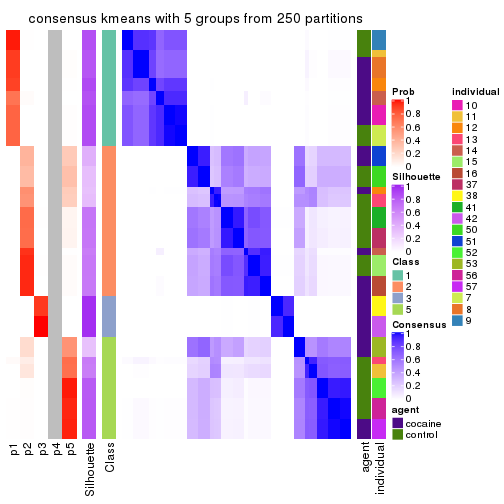 consensus kmeans with 5 groups from 250 partitions
p1
p2
p3
p4
p5
Silhouette
Class
agent
individual
Prob
1
0.8
0.6
0.4
0.2
0
Silhouette
1
0.8
0.6
0.4
0.2
0
Class
1
2
3
5
Consensus
1
0.8
0.6
0.4
0.2
0
agent
cocaine
control
individual
10
11
12
13
14
15
16
37
38
41
42
50
51
52
53
56
57
7
8
9